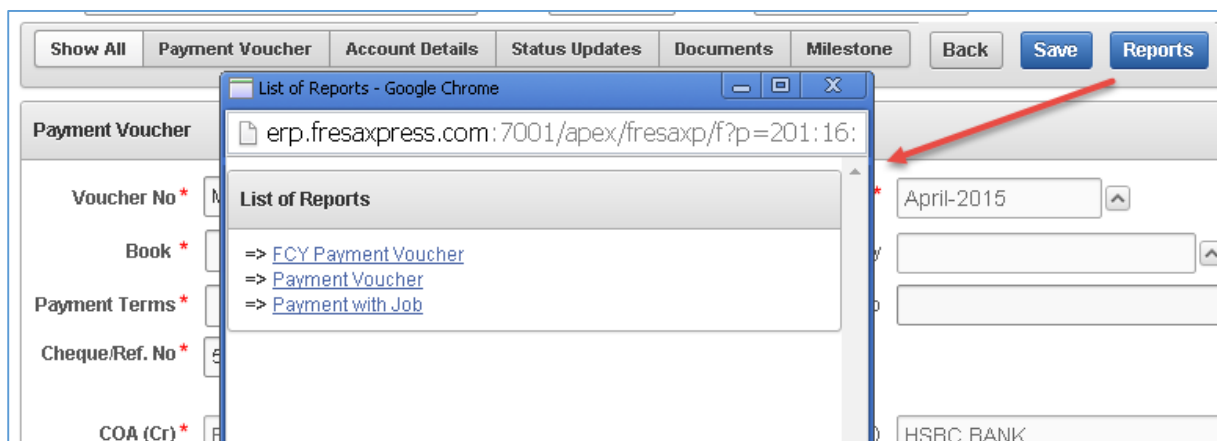 Show All Payment Voucher Account Details Status Updates Documents Milestone Back Save Reports
List of Reports - Google Chrome
erp.fresaxpress.com:7001/apex/fresaxp/f?p=201:16:
Payment Voucher
List of Reports
Voucher No * * April-2015
Book *
=> FCY Payment Voucher
=> Payment Voucher
Payment Terms *
=> Payment with Job
Cheque/Ref. No *
COA (Cr) * HSBC BANK